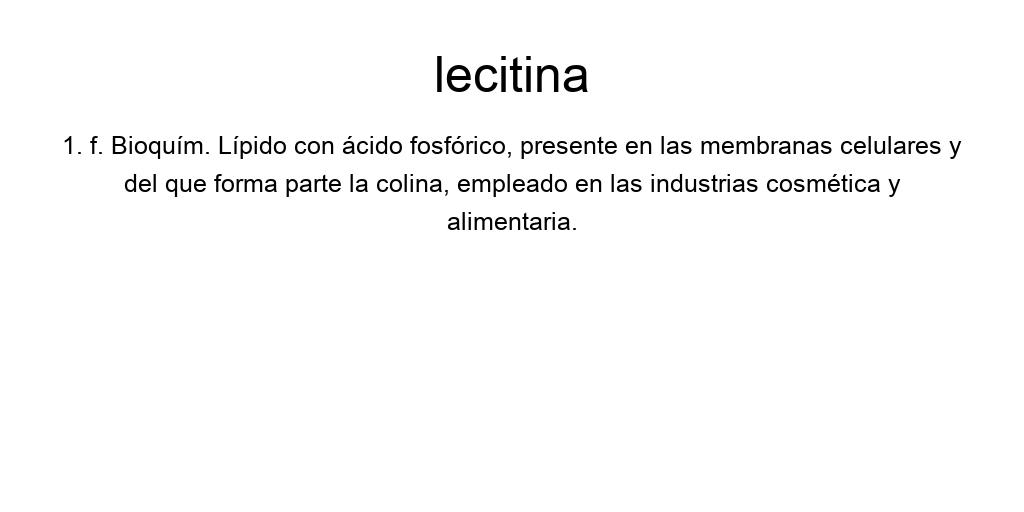 lecitina
1. f. Bioquím. Lípido con ácido fosfórico, presente en las membranas celulares y
del que forma parte la colina, empleado en las industrias cosmética y
alimentaria.